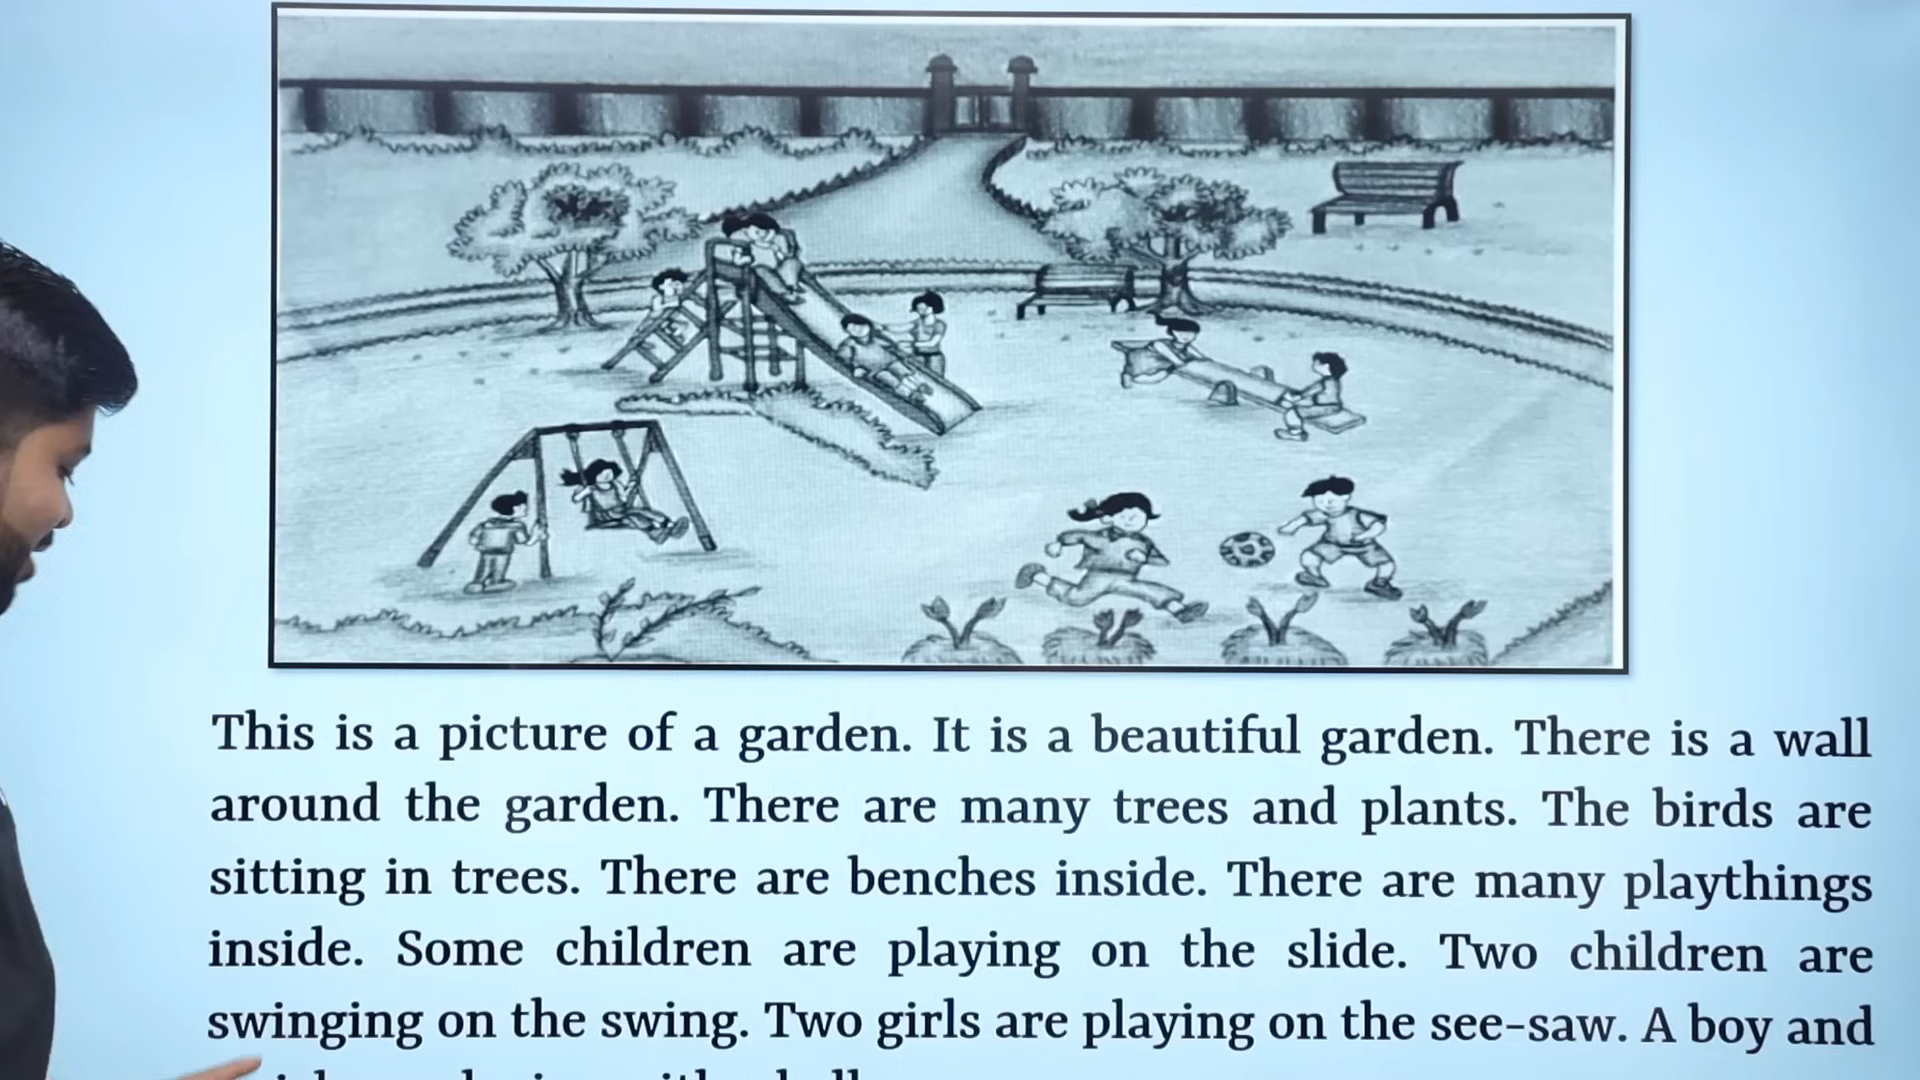 This is a picture of a garden. It is a beautiful garden. There is a wall
around the garden. There are many trees and plants. The birds are
sitting in trees. There are benches inside. There are many playthings
inside. Some children are playing on the slide. Two children are
swinging on the swing. Two girls are playing on the see-saw. A boy and